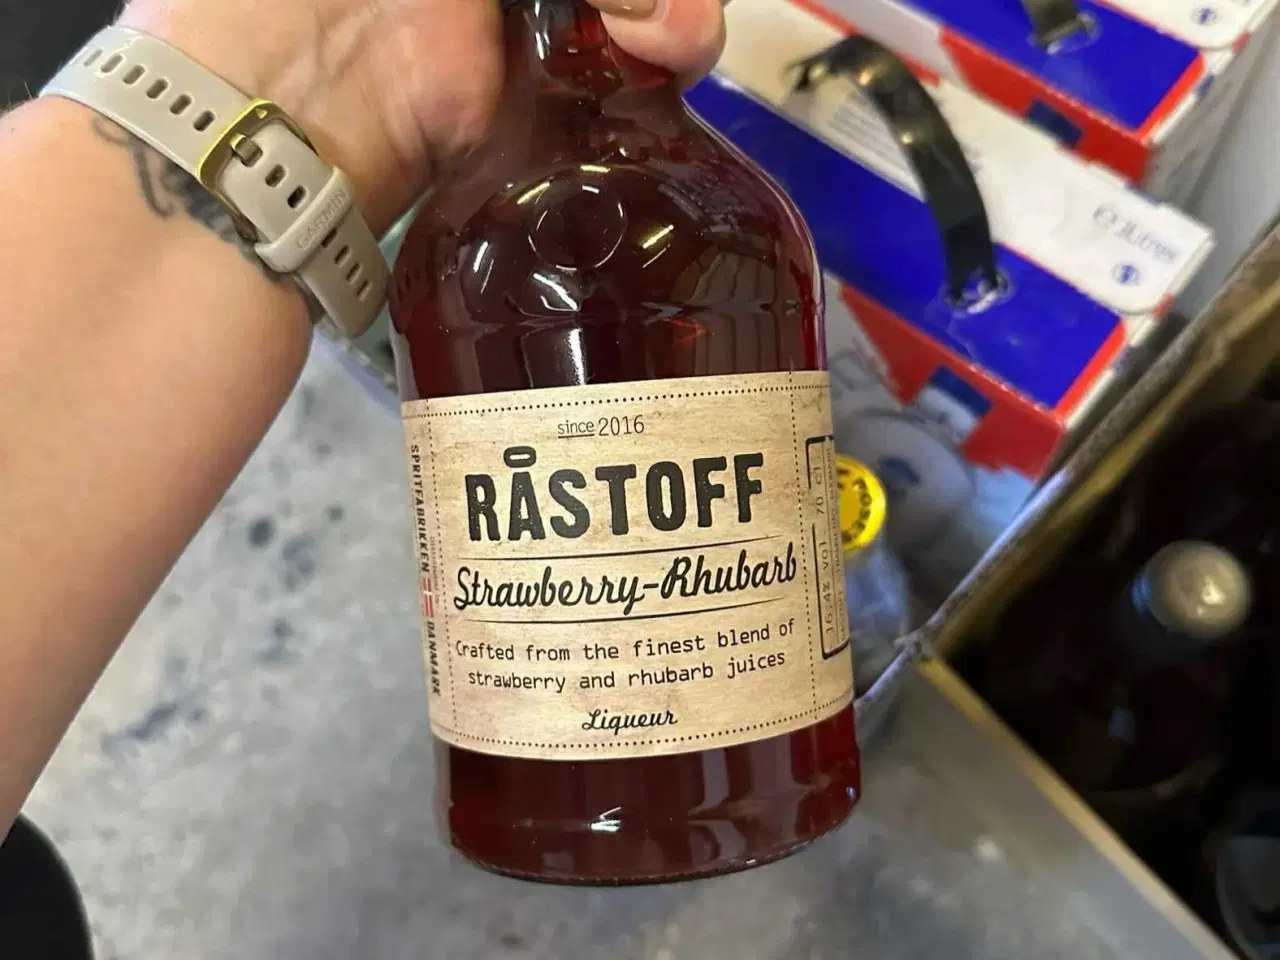 since 2016
RÅSTOFF
Strawberry-Rhubarb
Crafted from the finest blend of
strawberry and rhubarb juices
Liqueur
SPRITFABRIKKEN DANMARK
16.4% VOL 70 cl
GARMIN